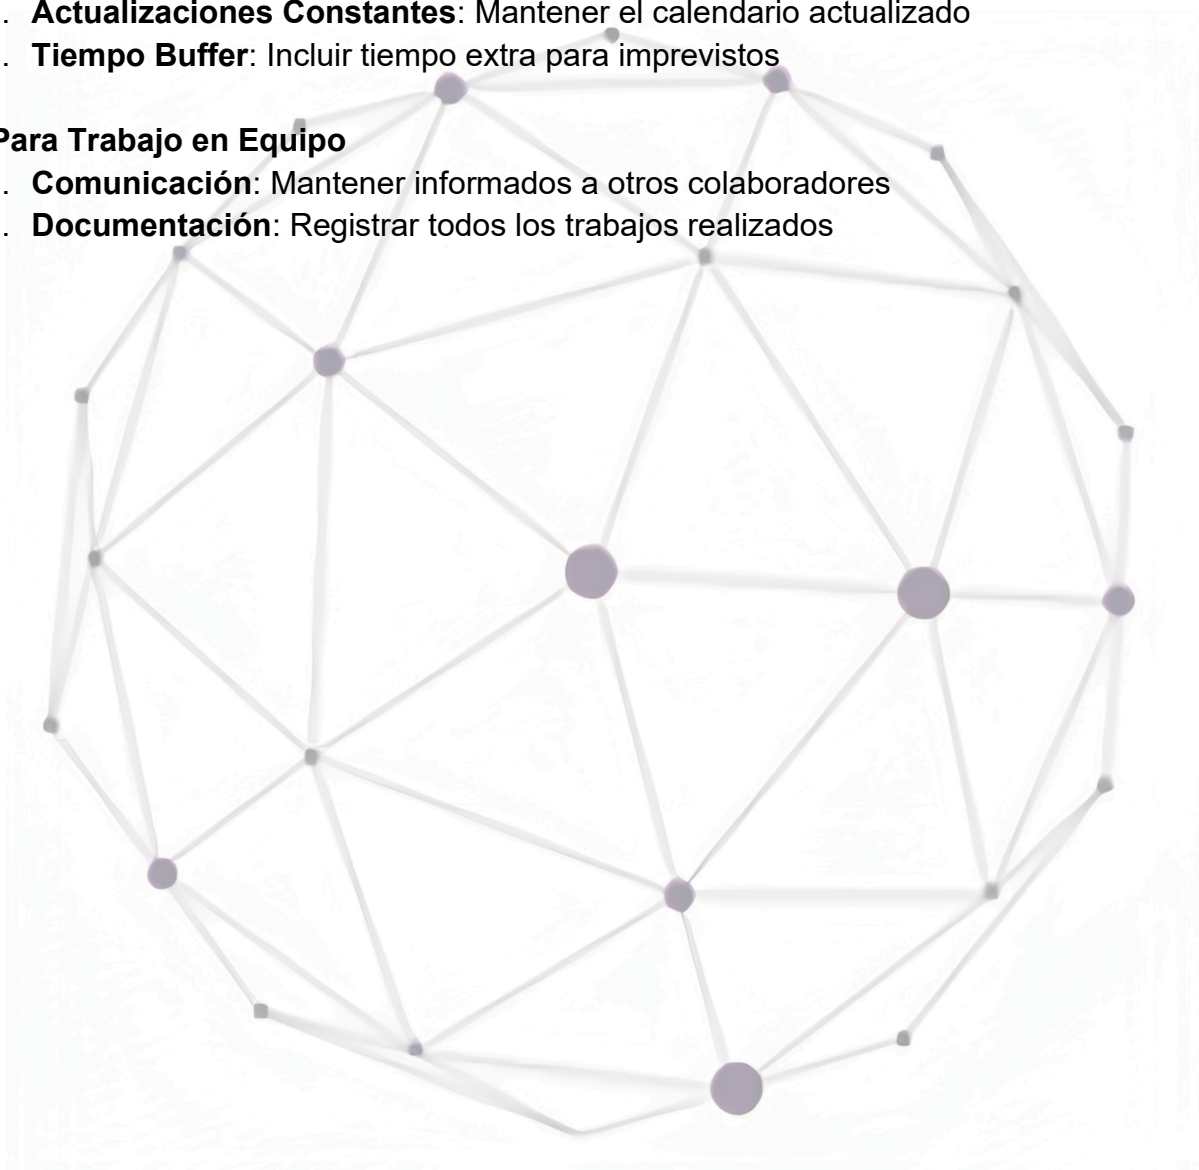 . Actualizaciones Constantes: Mantener el calendario actualizado
. Tiempo Buffer: Incluir tiempo extra para imprevistos
Para Trabajo en Equipo
. Comunicación: Mantener informados a otros colaboradores
. Documentación: Registrar todos los trabajos realizados